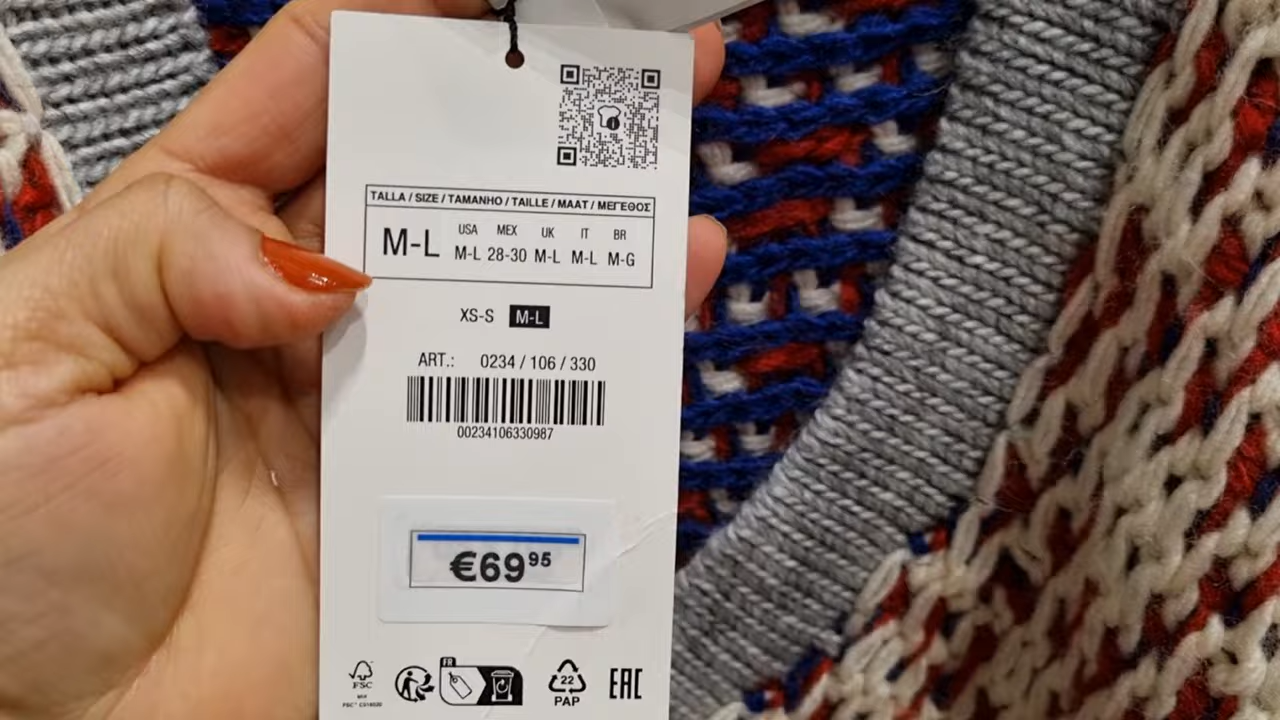 TALLA / SIZE / TAMANHO / TAILLE / MAAT / ΜΕΓΕΘΟΣ
M-L
USA MEX UK IT BR
M-L 28-30 M-L M-L M-G
XS-S M-L
ART.: 0234 / 106 / 330
00234106330987
€69 95
FR
FSC
22
PAP
EAC